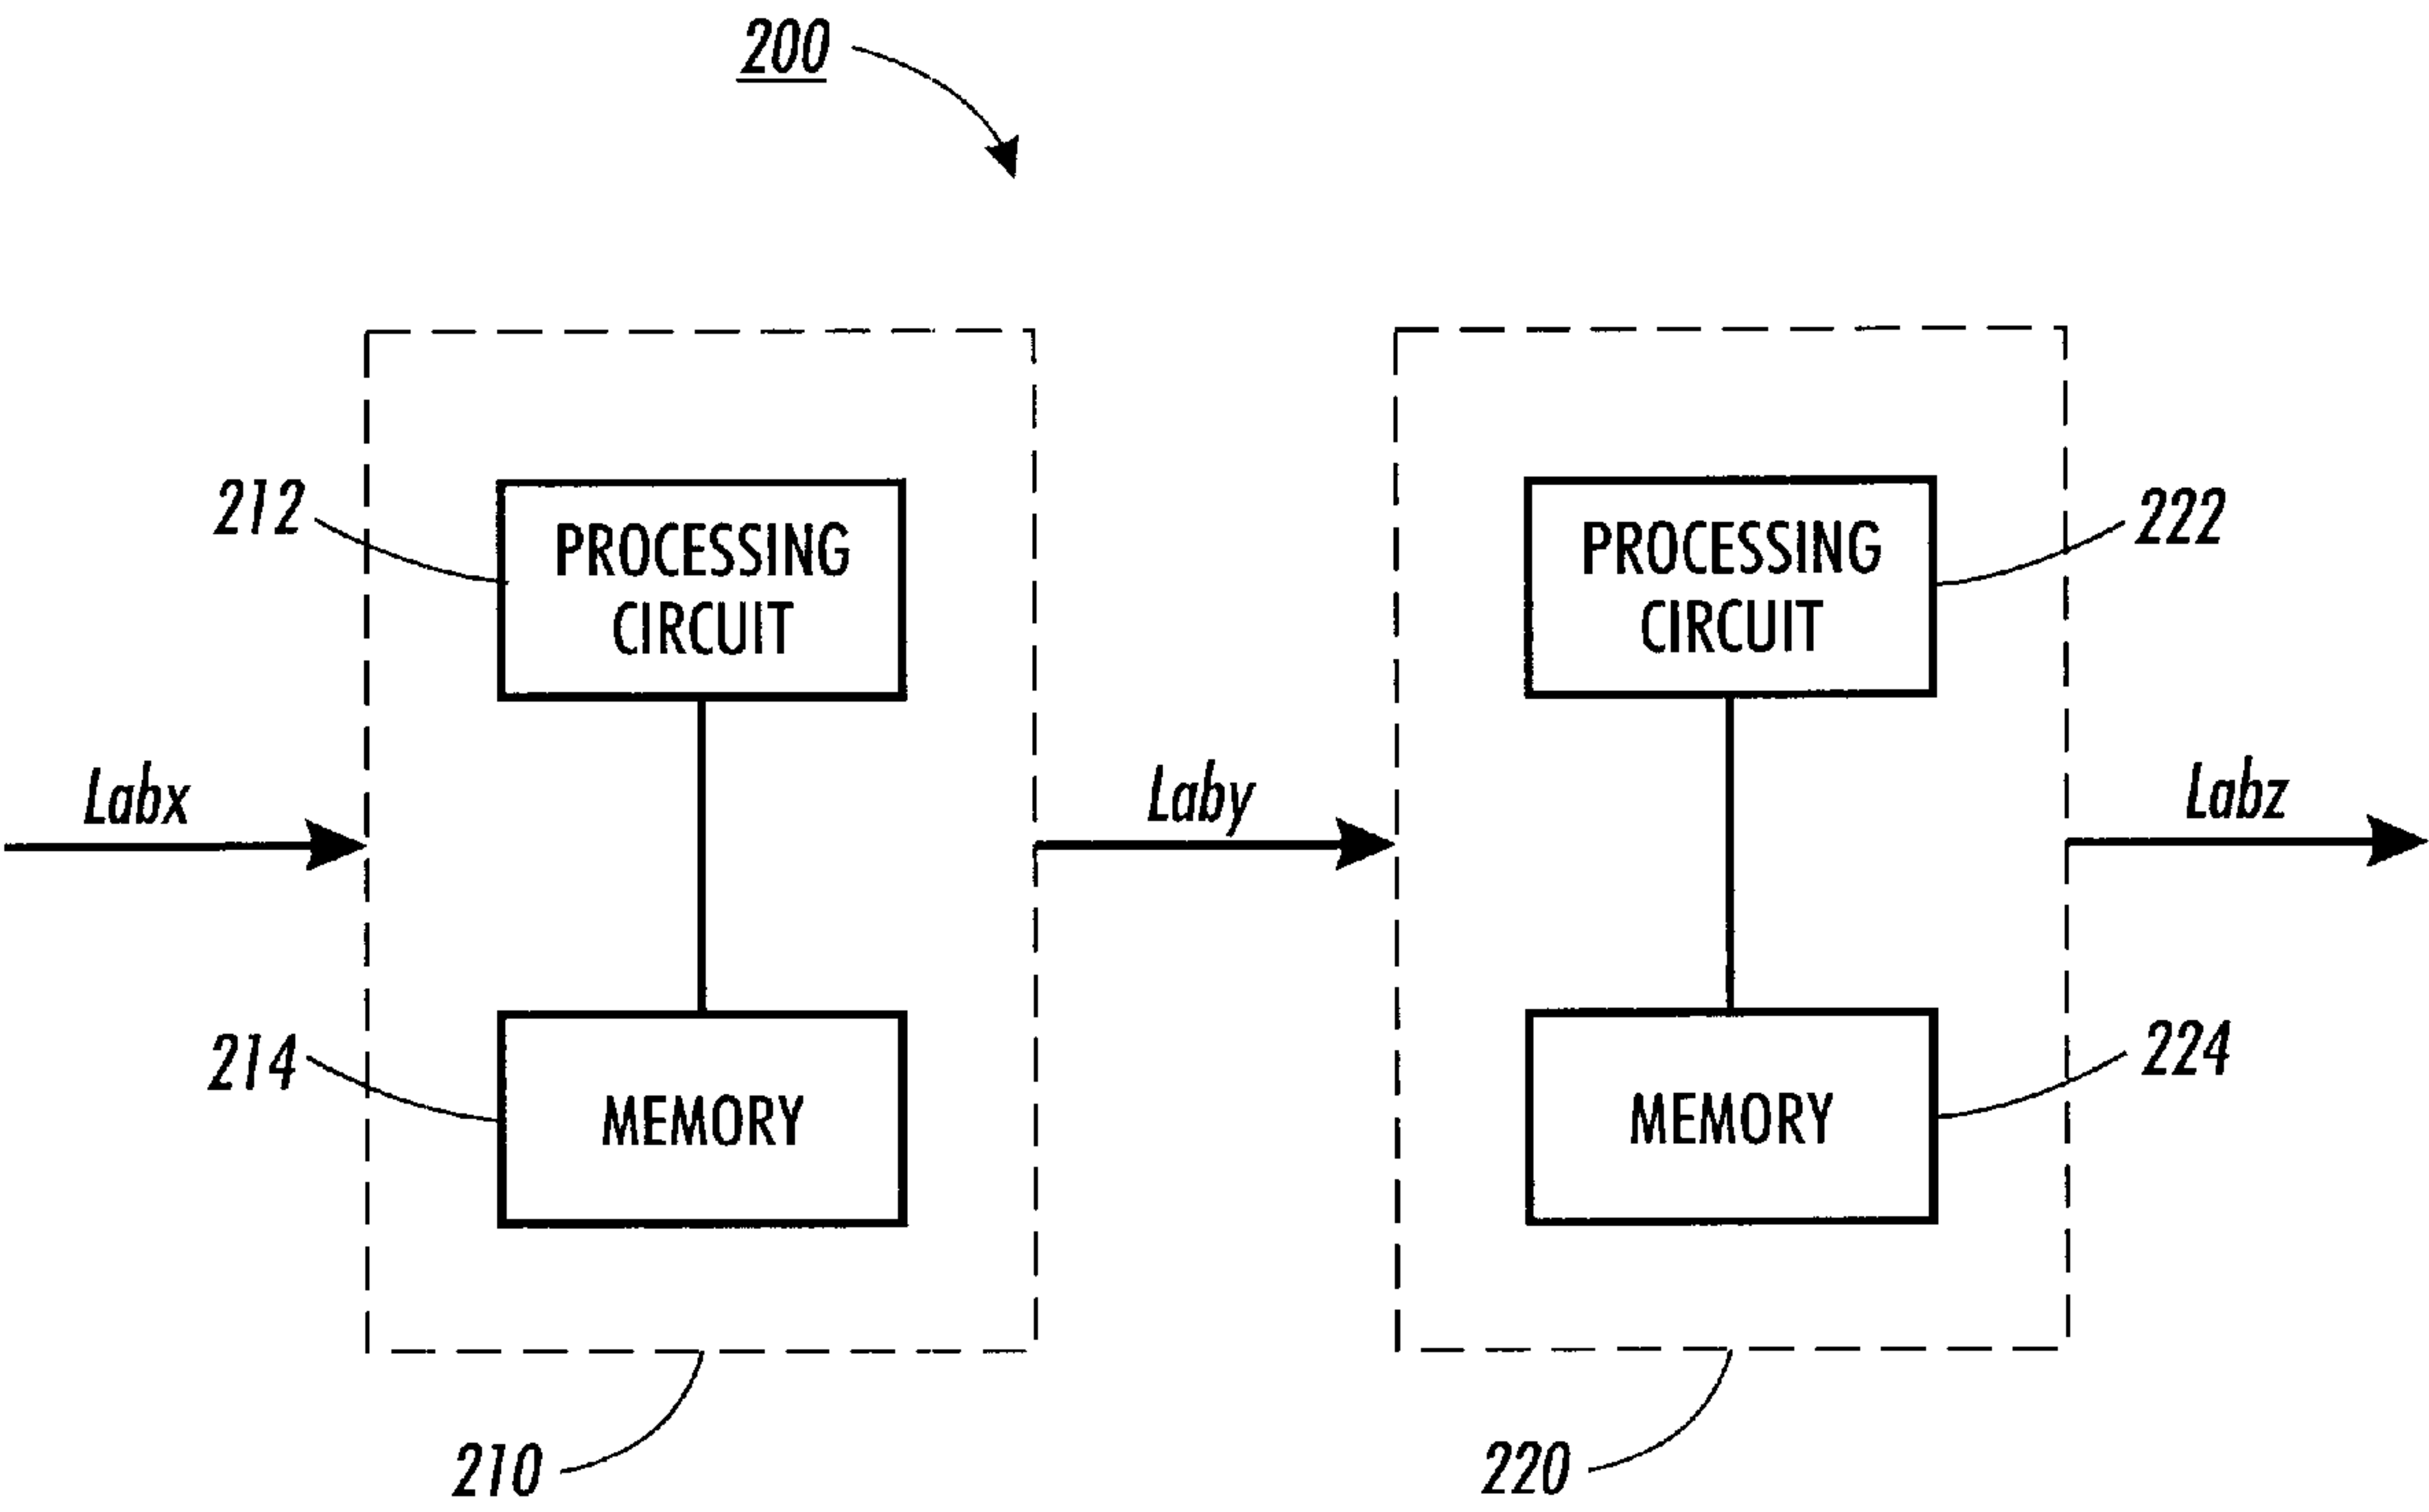 200
212
PROCESSING
CIRCUIT
PROCESSING
CIRCUIT
222
Labx
Laby
Labz
214
MEMORY
MEMORY
224
210
220